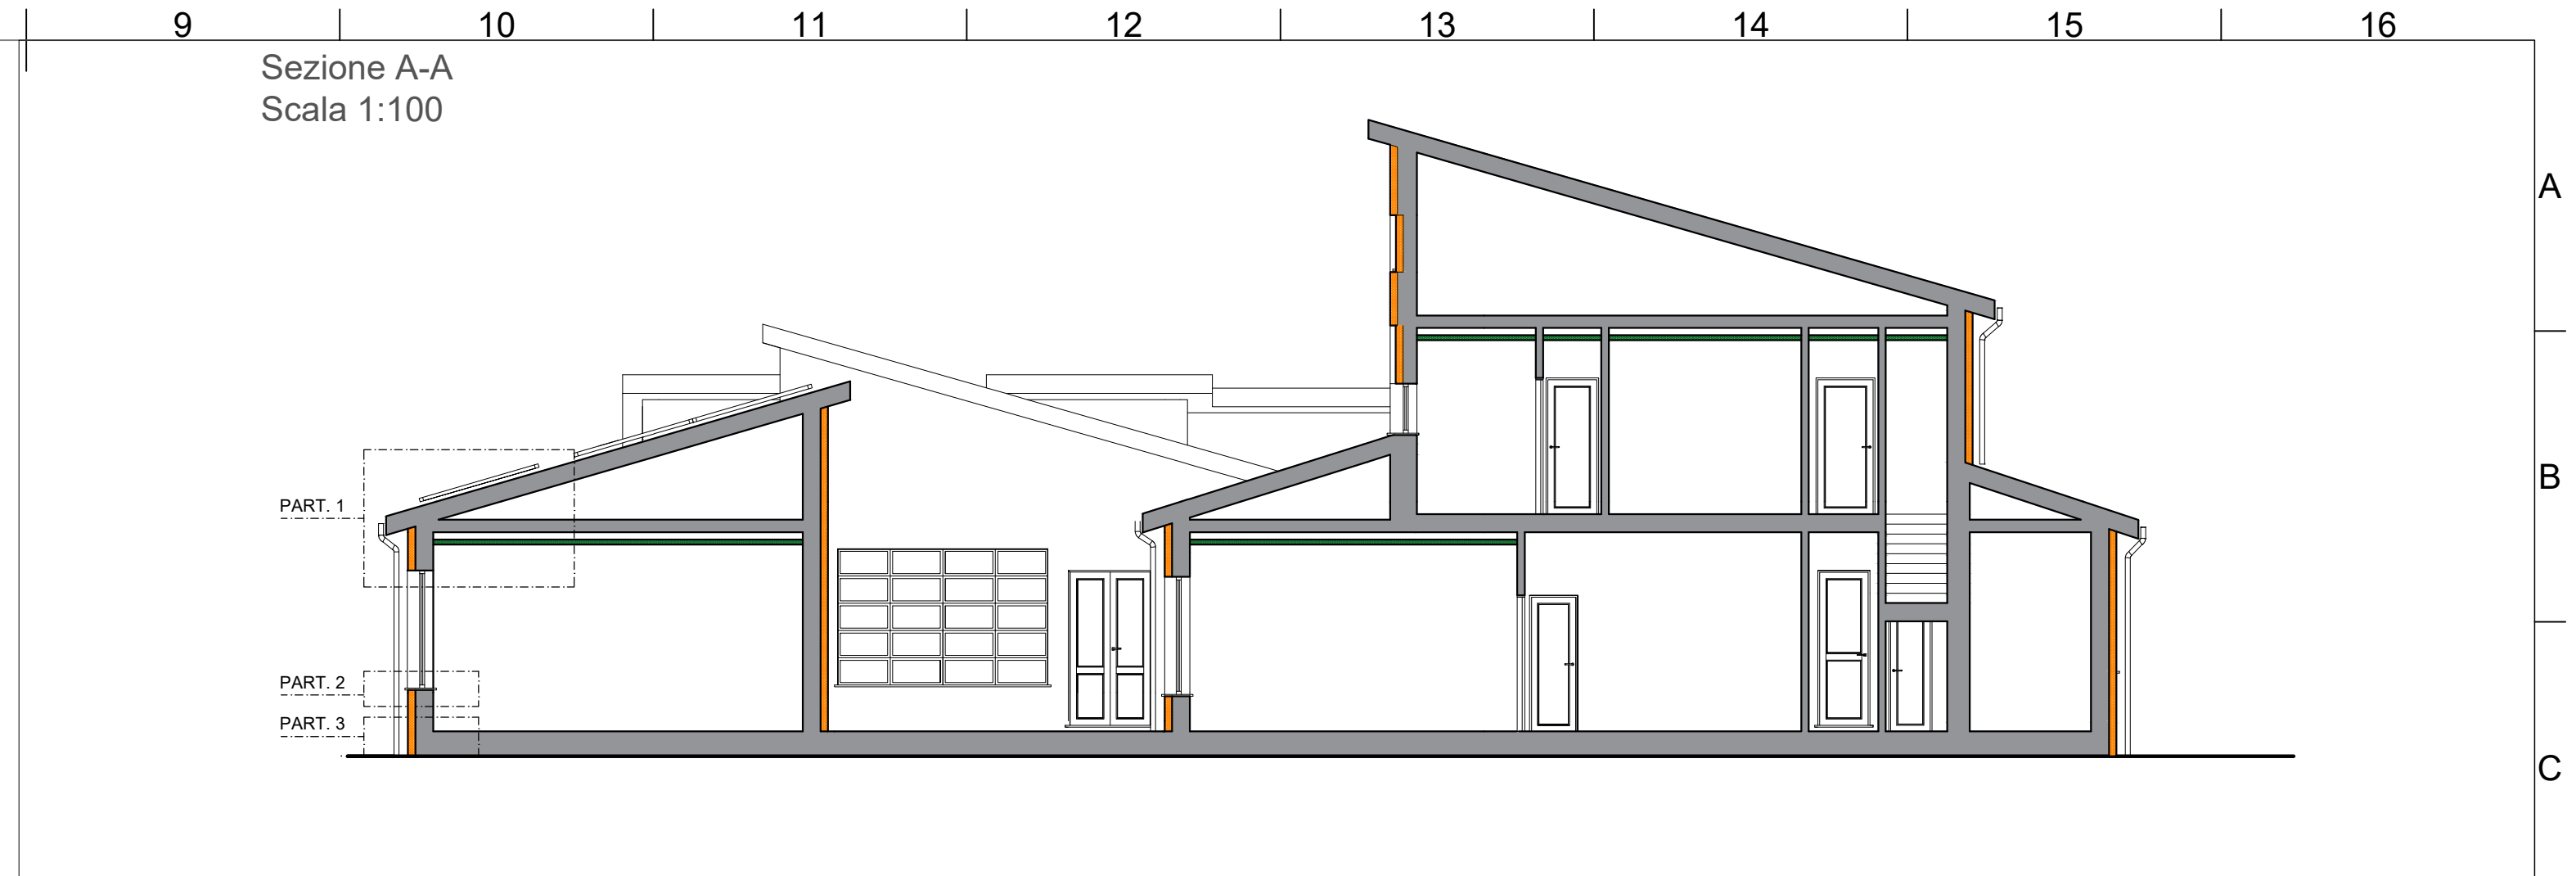 9 10 11 12 13 14 15 16
Sezione A-A
Scala 1:100
A
B
PART. 1
PART. 2
PART. 3
C